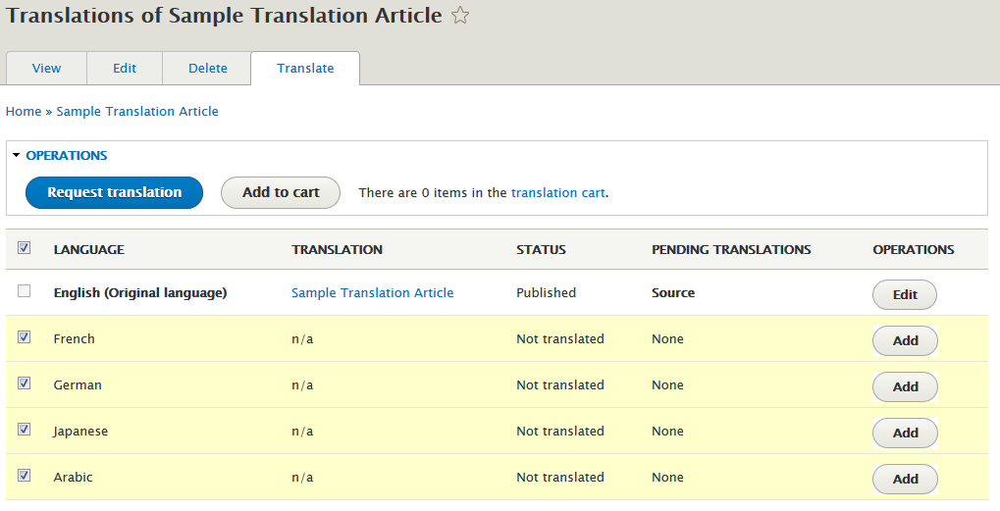 Translations of Sample Translation Article
View Edit Delete Translate
Home » Sample Translation Article
OPERATIONS
Request translation Add to cart There are 0 items in the translation cart.
LANGUAGE TRANSLATION STATUS PENDING TRANSLATIONS OPERATIONS
English (Original language) Sample Translation Article Published Source Edit
French n/a Not translated None Add
German n/a Not translated None Add
Japanese n/a Not translated None Add
Arabic n/a Not translated None Add